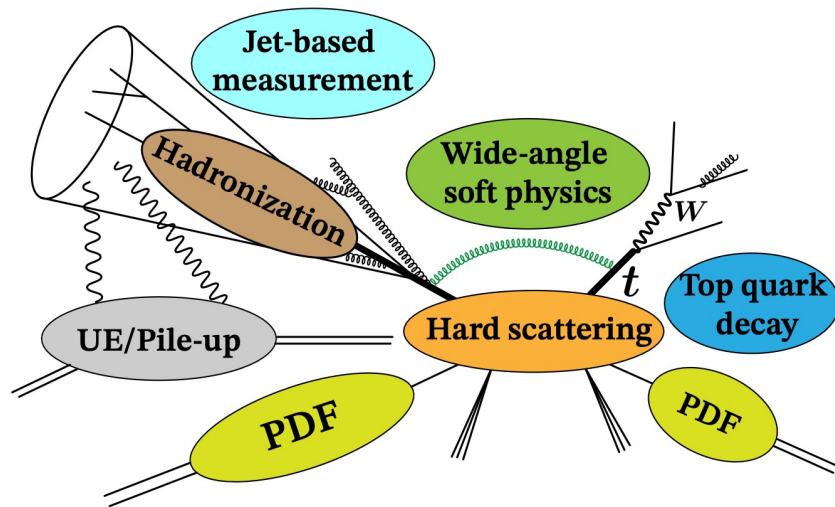 Jet-based
measurement
Hadronization
Wide-angle
soft physics
W
t
Top quark
decay
UE/Pile-up
Hard scattering
PDF
PDF